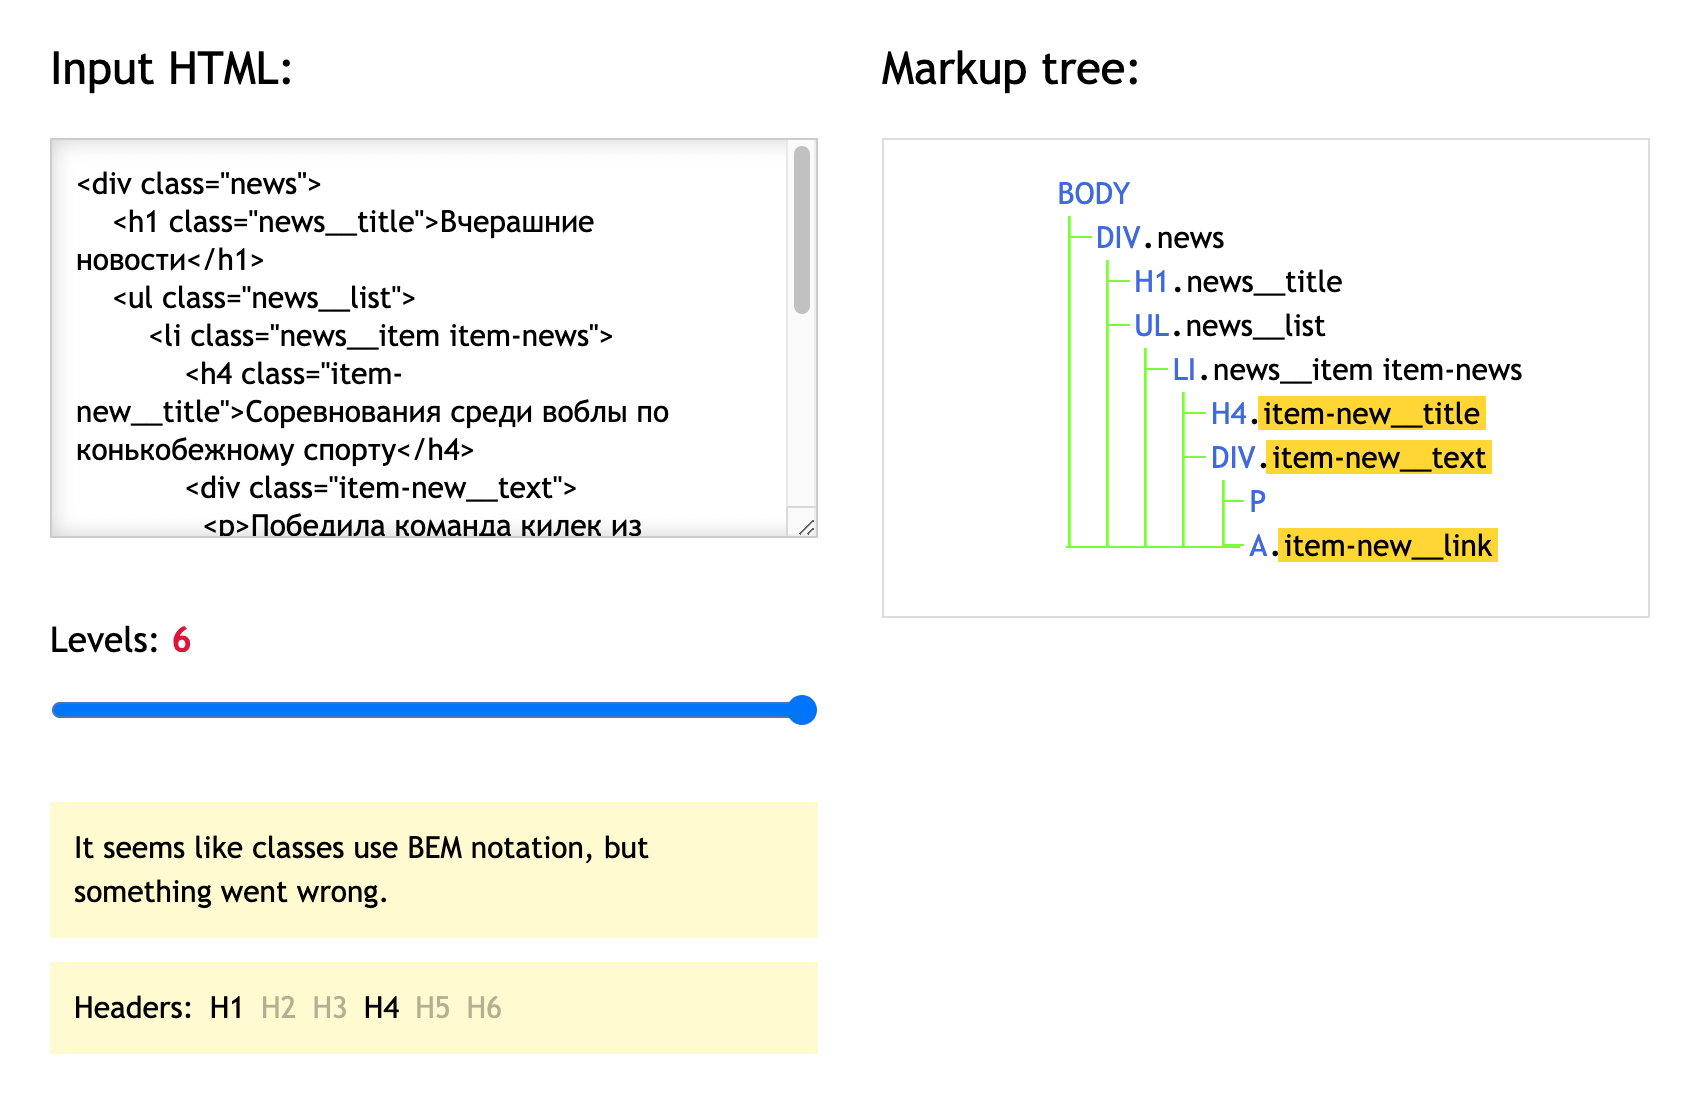 Input HTML:
<div class="news">
<h1 class="news__title">Вчерашние
новости</h1>
<ul class="news__list">
<li class="news__item item-news">
<h4 class="item-
new__title">Соревнования среди воблы по
конькобежному спорту</h4>
<div class="item-new__text">
<p>Победила команда килек из
Levels: 6
It seems like classes use BEM notation, but
something went wrong.
Headers: H1 H2 H3 H4 H5 H6
Markup tree:
BODY
DIV.news
H1.news__title
UL.news__list
LI.news__item item-news
H4.item-new__title
DIV.item-new__text
P
A.item-new__link